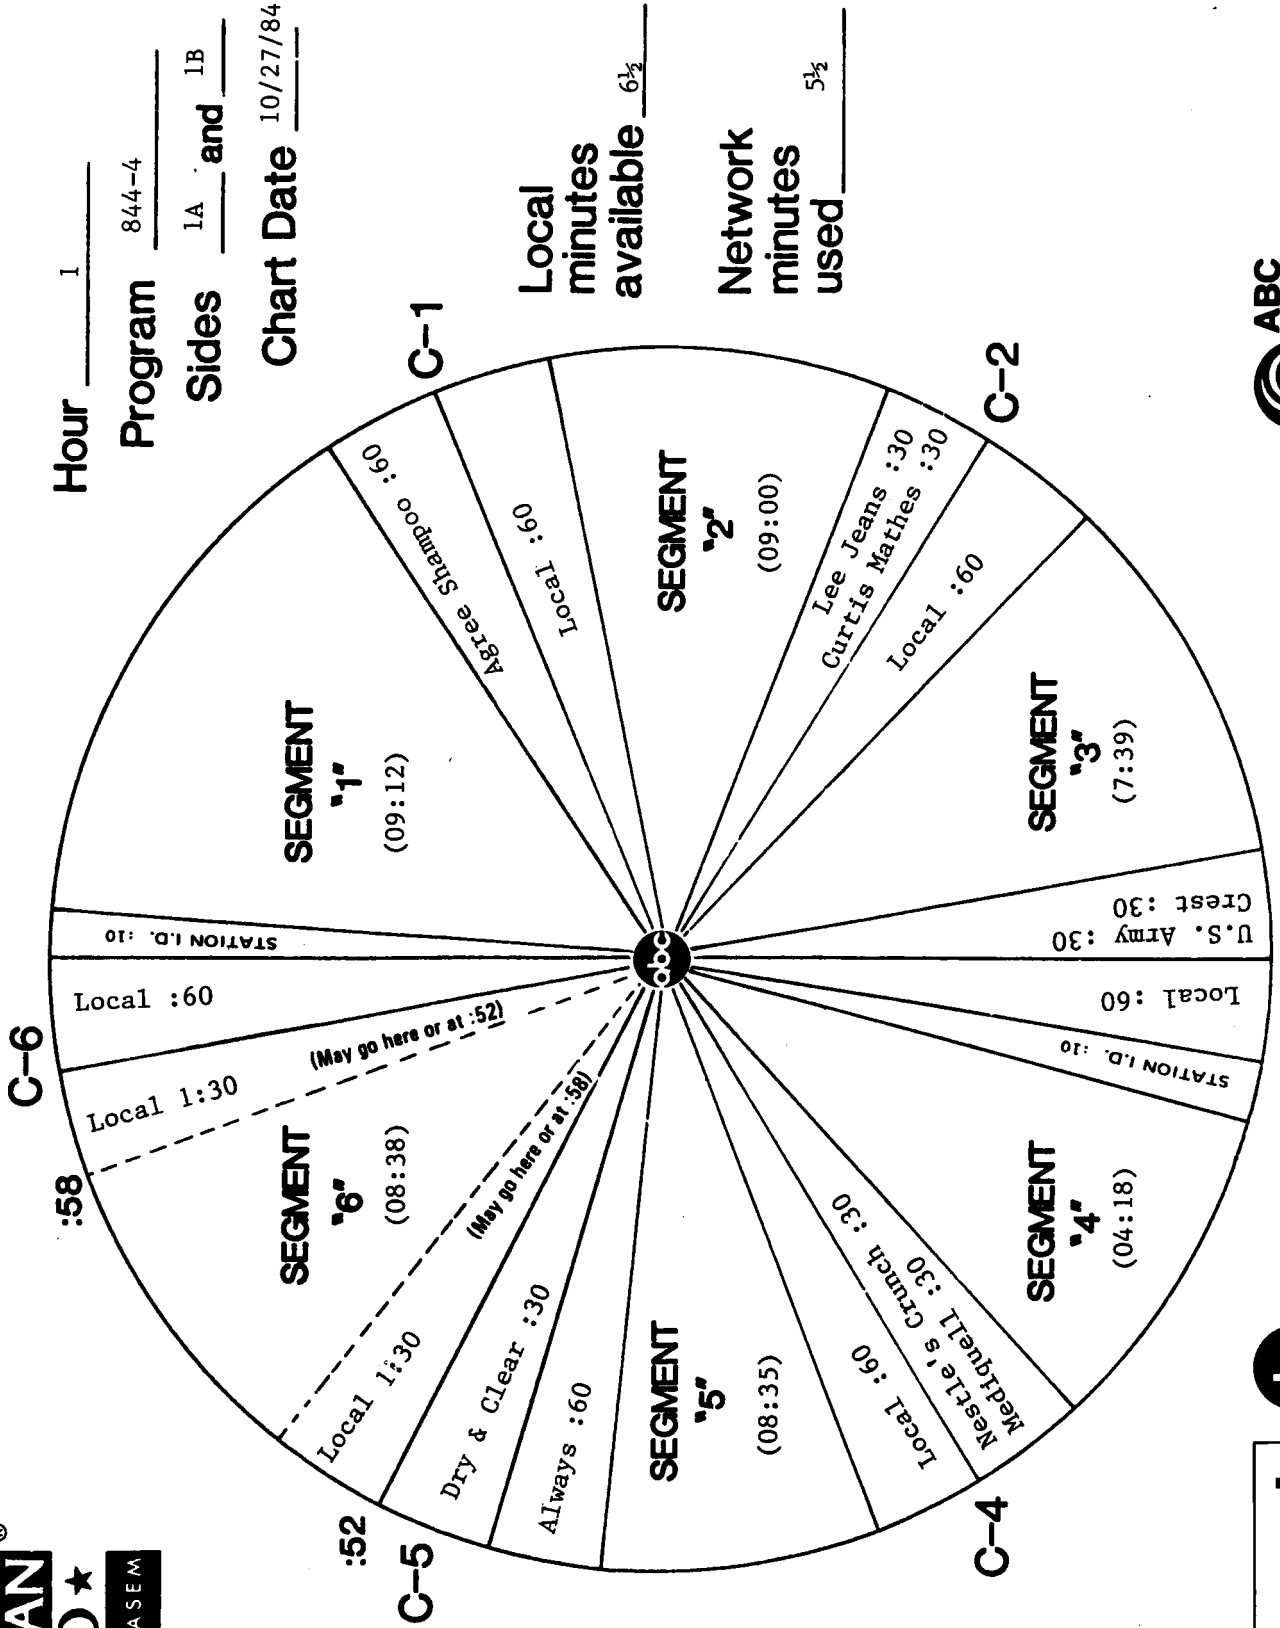 Hour 1
Program 844-4
Sides 1A and 1B
Chart Date 10/27/84
Local
minutes
available 6½
Network
minutes
used 5½
STATION I.D. :10
SEGMENT
"1"
(09:12)
Agree Shampoo :60
C-1
Local :60
SEGMENT
"2"
(09:00)
Lee Jeans :30
Curtis Mathes :30
C-2
Local :60
SEGMENT
"3"
(7:39)
Crest :30
U.S. Army :30
Local :60
STATION I.D. :10
SEGMENT
"4"
(04:18)
Mediquell :30
Nestle's Crunch :30
C-4
Local :60
SEGMENT
"5"
(08:35)
Always :60
Dry & Clear :30
C-5
:52
Local 1:30
(May go here or at :58)
SEGMENT
"6"
(08:38)
:58
Local 1:30
(May go here or at :52)
C-6
Local :60
abc
ABC